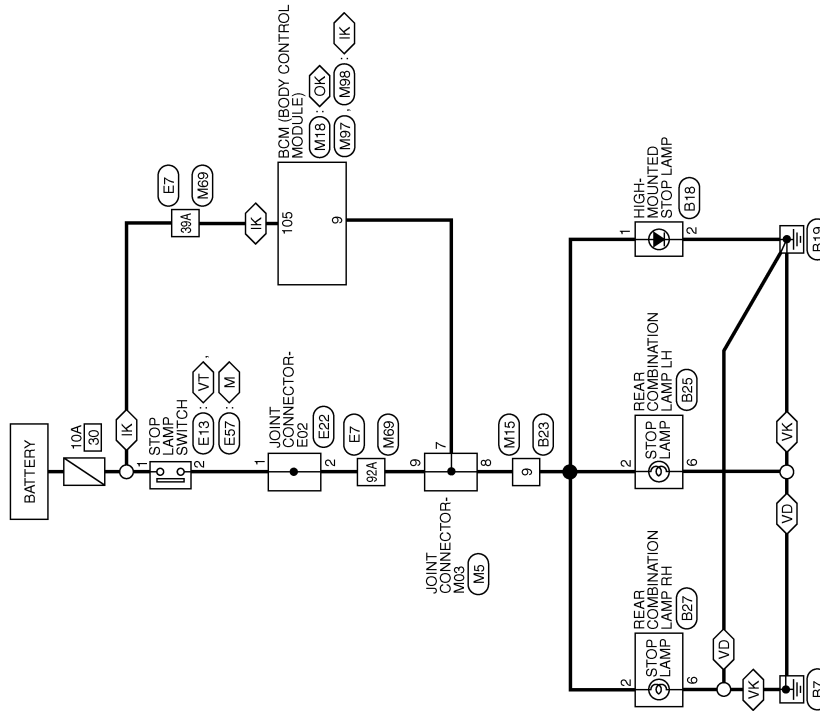 BATTERY
10A
30
IK
1
STOP
LAMP
SWITCH
E13 : VT ,
E57 : M
2
1
JOINT
CONNECTOR-
E02
E22
2
92A
E7
M69
9
7
8
JOINT
CONNECTOR-
M03
M5
9
M15
B23
39A
E7
M69
IK
105
9
BCM (BODY CONTROL
MODULE)
M18 : OK
M97 , M98 : IK
2
STOP
LAMP
6
REAR
COMBINATION
LAMP RH
B27
2
STOP
LAMP
6
REAR
COMBINATION
LAMP LH
B25
1
2
HIGH-
MOUNTED
STOP LAMP
B18
VD
VK
VD
VK
B7
B19